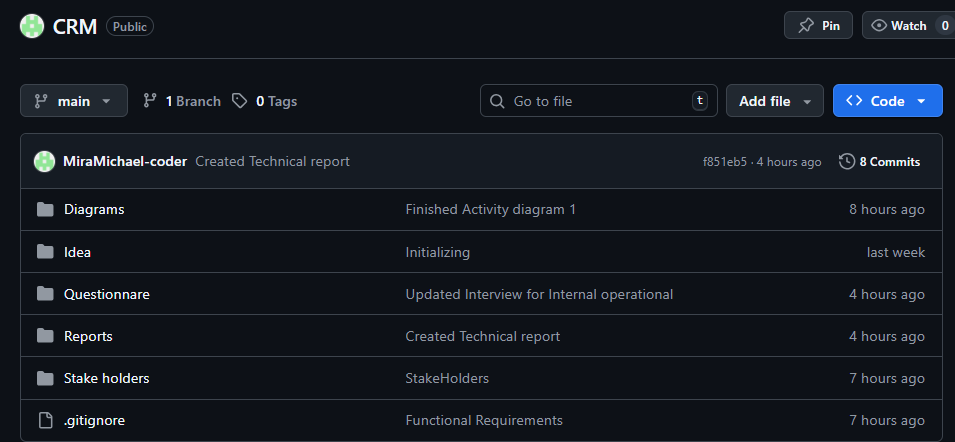 CRM Public Pin Watch 0
main 1 Branch 0 Tags Go to file t Add file Code
MiraMichael-coder Created Technical report f851eb5 · 4 hours ago 8 Commits
Diagrams Finished Activity diagram 1 8 hours ago
Idea Initializing last week
Questionnare Updated Interview for Internal operational 4 hours ago
Reports Created Technical report 4 hours ago
Stake holders StakeHolders 7 hours ago
.gitignore Functional Requirements 7 hours ago